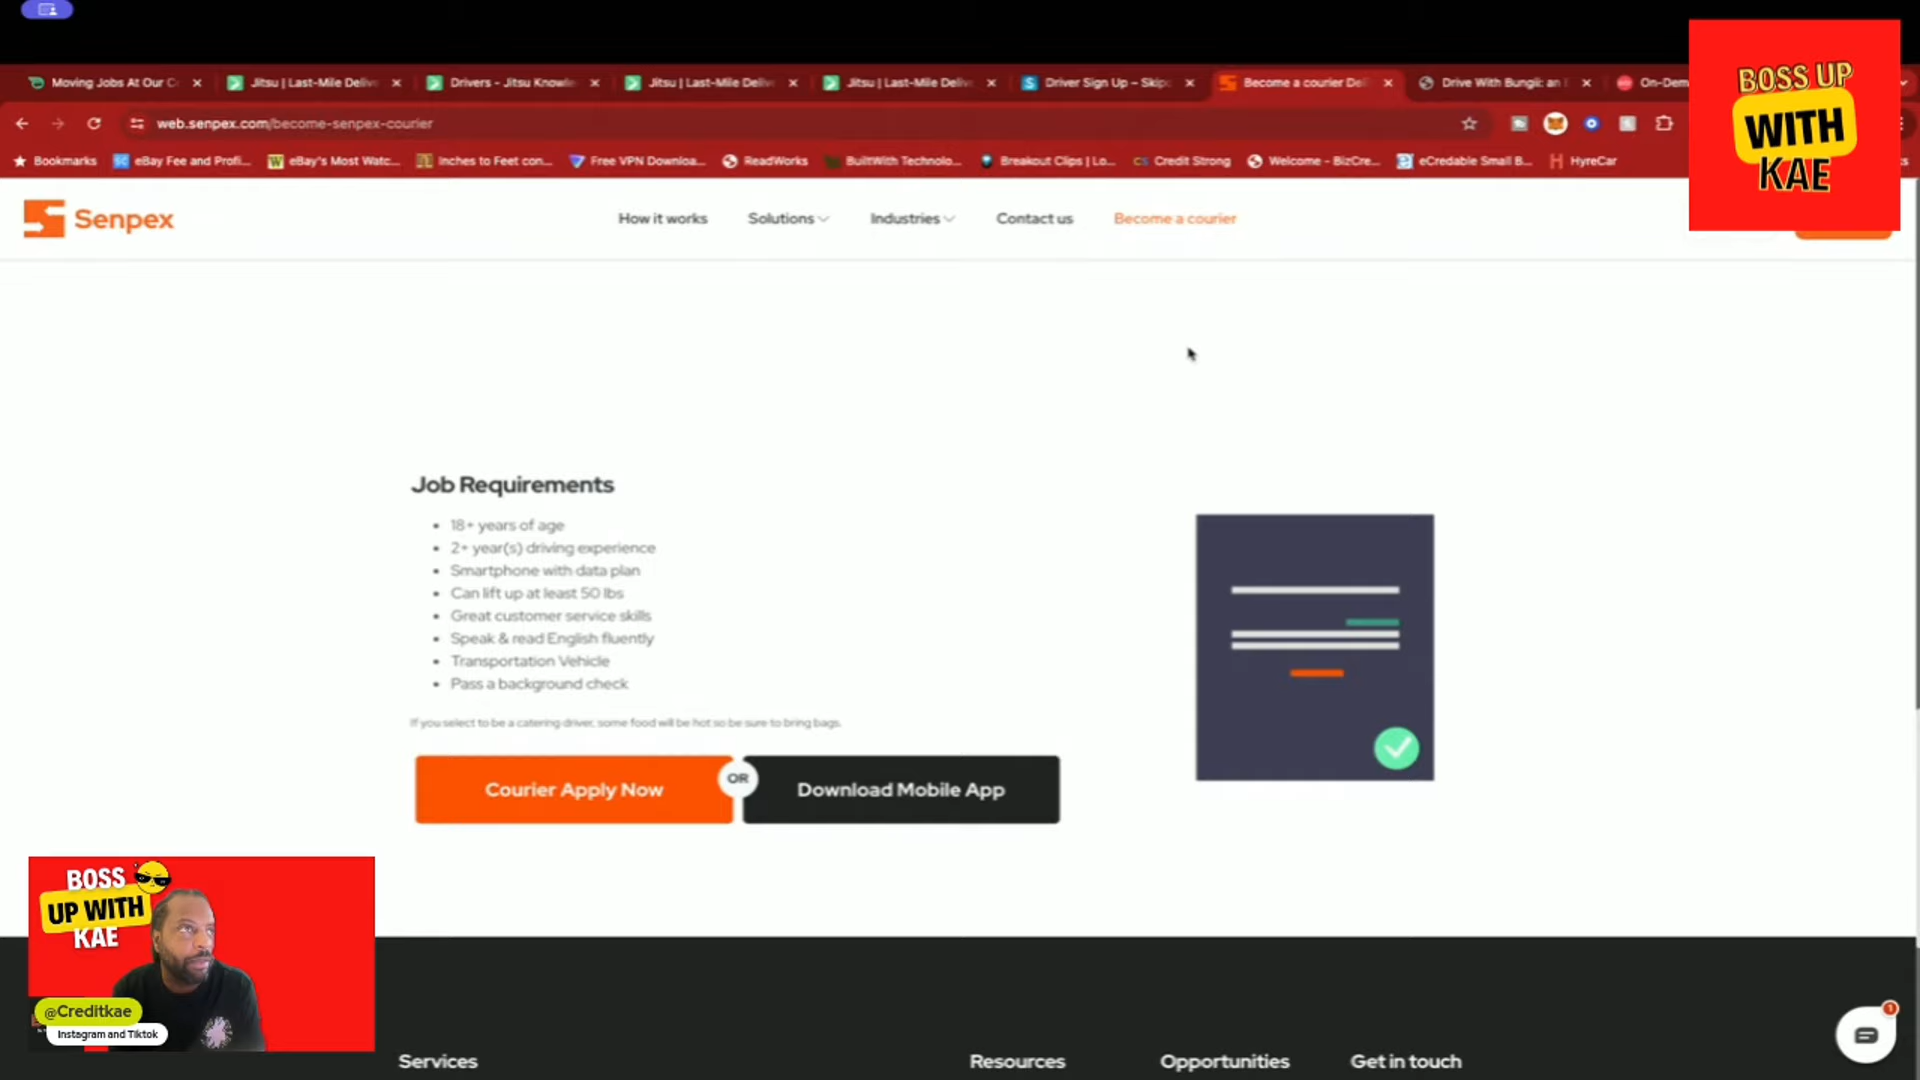 Moving Jobs At Our C
Jitsu | Last-Mile Delive
Drivers - Jitsu Knowle
Jitsu | Last-Mile Delive
Jitsu | Last-Mile Delive
Driver Sign Up – Skip
Become a courier Del
Drive With Bungii: an
On-Dem
web.senpex.com/become-senpex-courier
Bookmarks
eBay Fee and Profi...
eBay's Most Watc...
Inches to Feet con...
Free VPN Downloa...
ReadWorks
BuiltWith Technolo...
Breakout Clips | Lo...
CS Credit Strong
Welcome - BizCre...
eCredable Small B...
HyreCar
BOSS UP
WITH
KAE
Senpex
How it works
Solutions
Industries
Contact us
Become a courier
Job Requirements
• 18+ years of age
• 2+ year(s) driving experience
• Smartphone with data plan
• Can lift up at least 50 lbs
• Great customer service skills
• Speak & read English fluently
• Transportation Vehicle
• Pass a background check
If you select to be a catering driver, some food will be hot so be sure to bring bags.
Courier Apply Now
OR
Download Mobile App
BOSS
UP WITH
KAE
@Creditkae
Instagram and Tiktok
Services
Resources
Opportunities
Get in touch
1